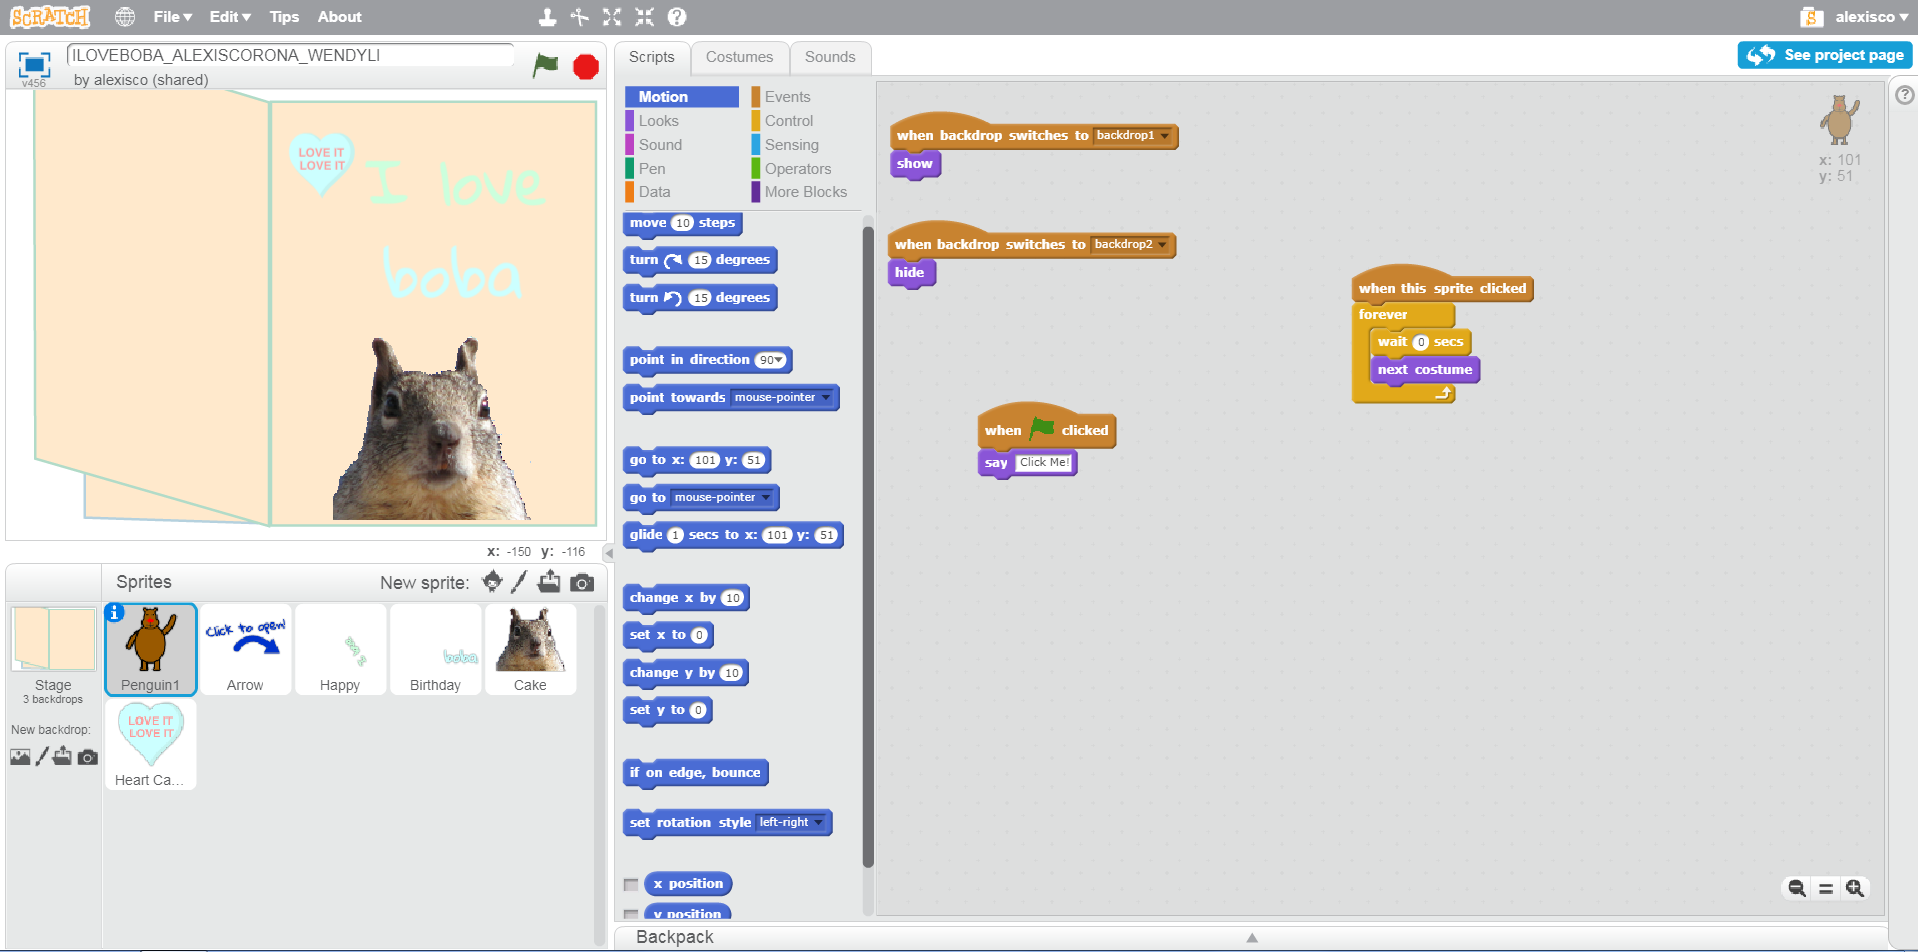 SCRATCH File▼ Edit▼ Tips About alexisco▼
v456 ILOVEBOBA_ALEXISCORONA_WENDYLI
by alexisco (shared)
Scripts Costumes Sounds
See project page
LOVE IT
LOVE IT
I love
boba
x: -150 y: -116
Motion Events
Looks Control
Sound Sensing
Pen Operators
Data More Blocks
move 10 steps
turn 15 degrees
turn 15 degrees
point in direction 90▼
point towards mouse-pointer
go to x: 101 y: 51
go to mouse-pointer
glide 1 secs to x: 101 y: 51
change x by 10
set x to 0
change y by 10
set y to 0
if on edge, bounce
set rotation style left-right
x position
y position
when backdrop switches to backdrop1
show
when backdrop switches to backdrop2
hide
when this sprite clicked
forever
wait 0 secs
next costume
when clicked
say Click Me!
x: 101
y: 51
Sprites New sprite:
Stage
3 backdrops
New backdrop:
Penguin1
Click to open!
Arrow
Happy
boba
Birthday
Cake
LOVE IT
LOVE IT
Heart Ca...
Backpack